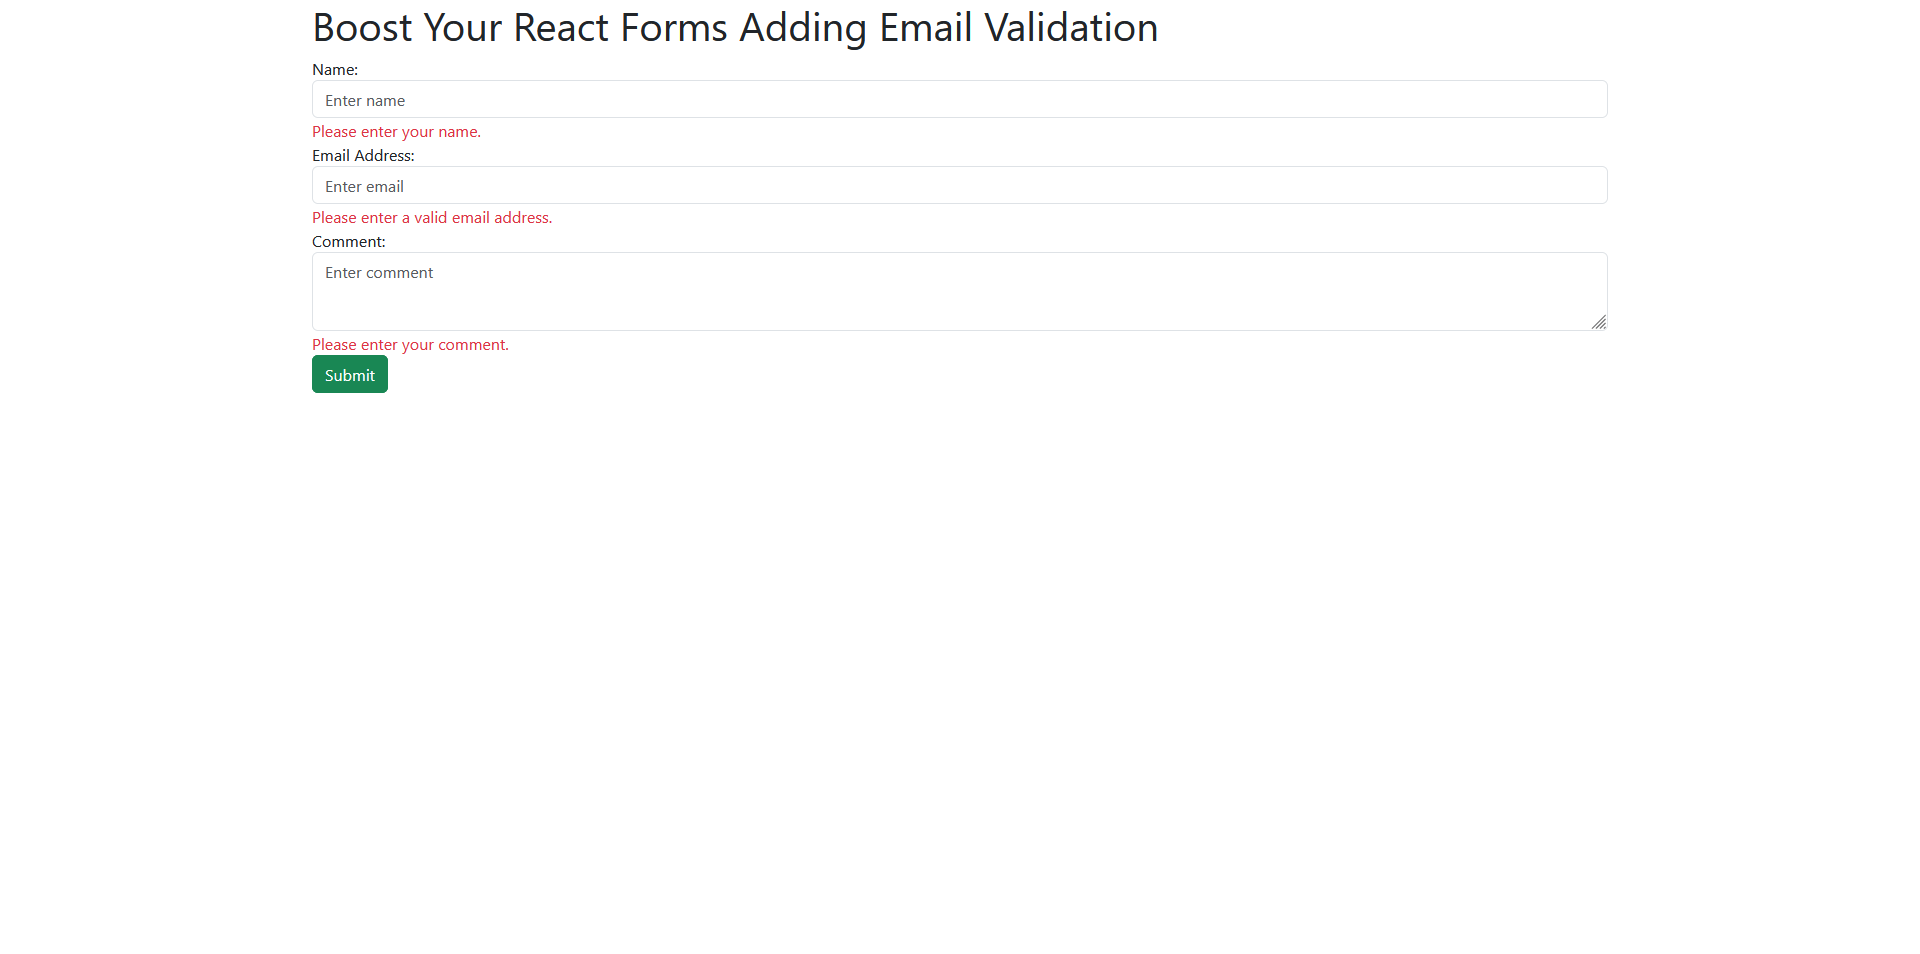 Boost Your React Forms Adding Email Validation
Name:
Enter name
Please enter your name.
Email Address:
Enter email
Please enter a valid email address.
Comment:
Enter comment
Please enter your comment.
Submit